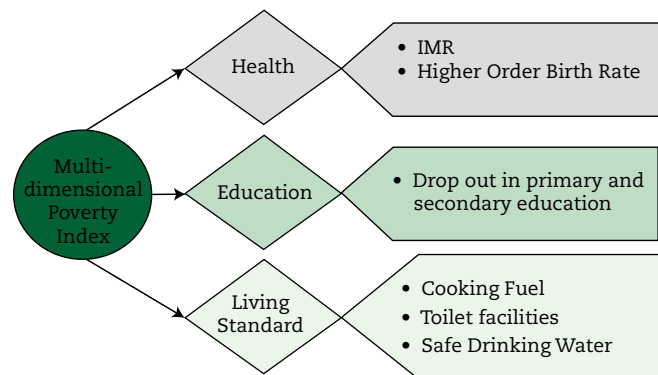 Multi-
dimensional
Poverty
Index
Health
• IMR
• Higher Order Birth Rate
Education
• Drop out in primary and
secondary education
Living
Standard
• Cooking Fuel
• Toilet facilities
• Safe Drinking Water